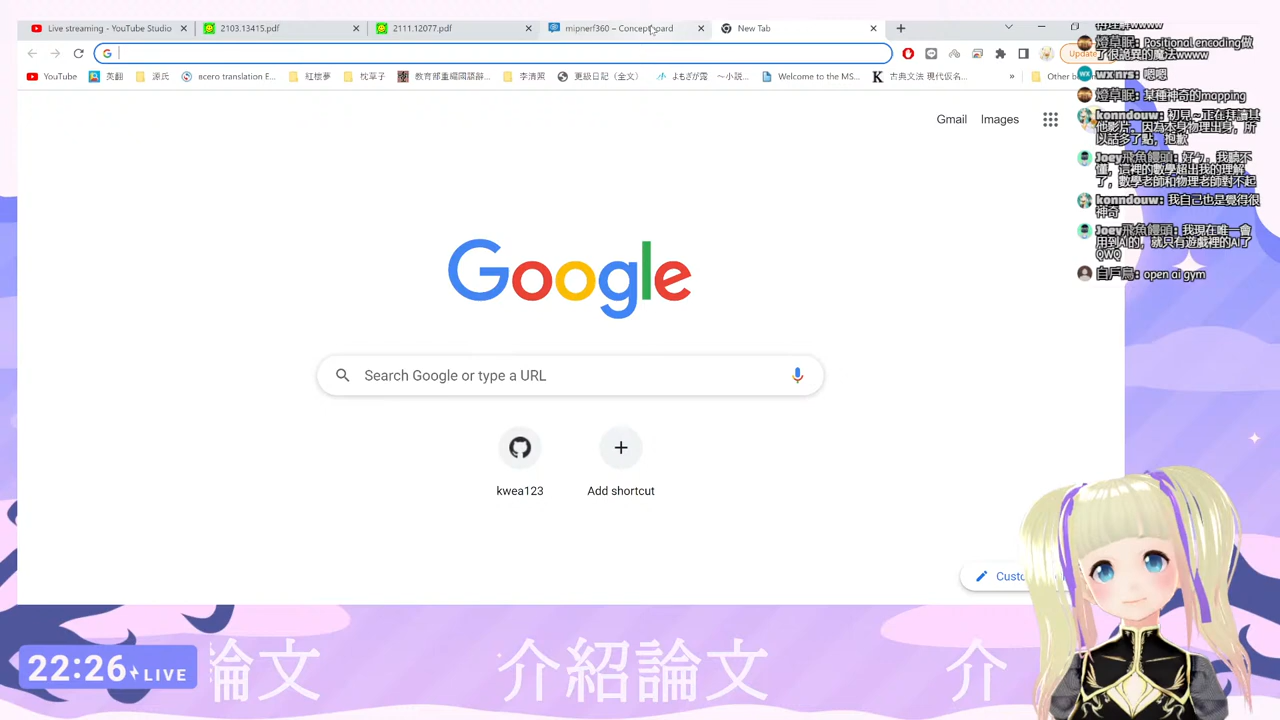 Live streaming - YouTube Studio
2103.13415.pdf
2111.12077.pdf
mipnerf360 – Conceptboard
New Tab
Update
YouTube
英翻
源氏
всего translation E...
紅樓夢
枕草子
教育部重編國語辭...
李清照
更級日記(全文)
よもぎが露 ～小説...
Welcome to the MS...
古典文法 現代仮名...
»
Other b
Gmail
Images
Google
Search Google or type a URL
kwea123
Add shortcut
Custo
燈草眠: Positional encoding做
了很詭異的魔法wwww
wx nrs: 嗯嗯
燈草眠: 某種神奇的mapping
konndouw: 初見～正在拜讀其
他影片。因為本身物理出身，所
以話多了點，抱歉
Joey飛魚饅頭: 好ㄅ，我聽不
懂，這裡的數學超出我的理解
了，數學老師和物理老師對不起
konndouw: 我自己也是覺得很
神奇
Joey飛魚饅頭: 我現在唯一會
用到AI的，就只有遊戲裡的AI了
QWQ
白戶鳥: open ai gym
22:26 LIVE
論文
介紹論文
介